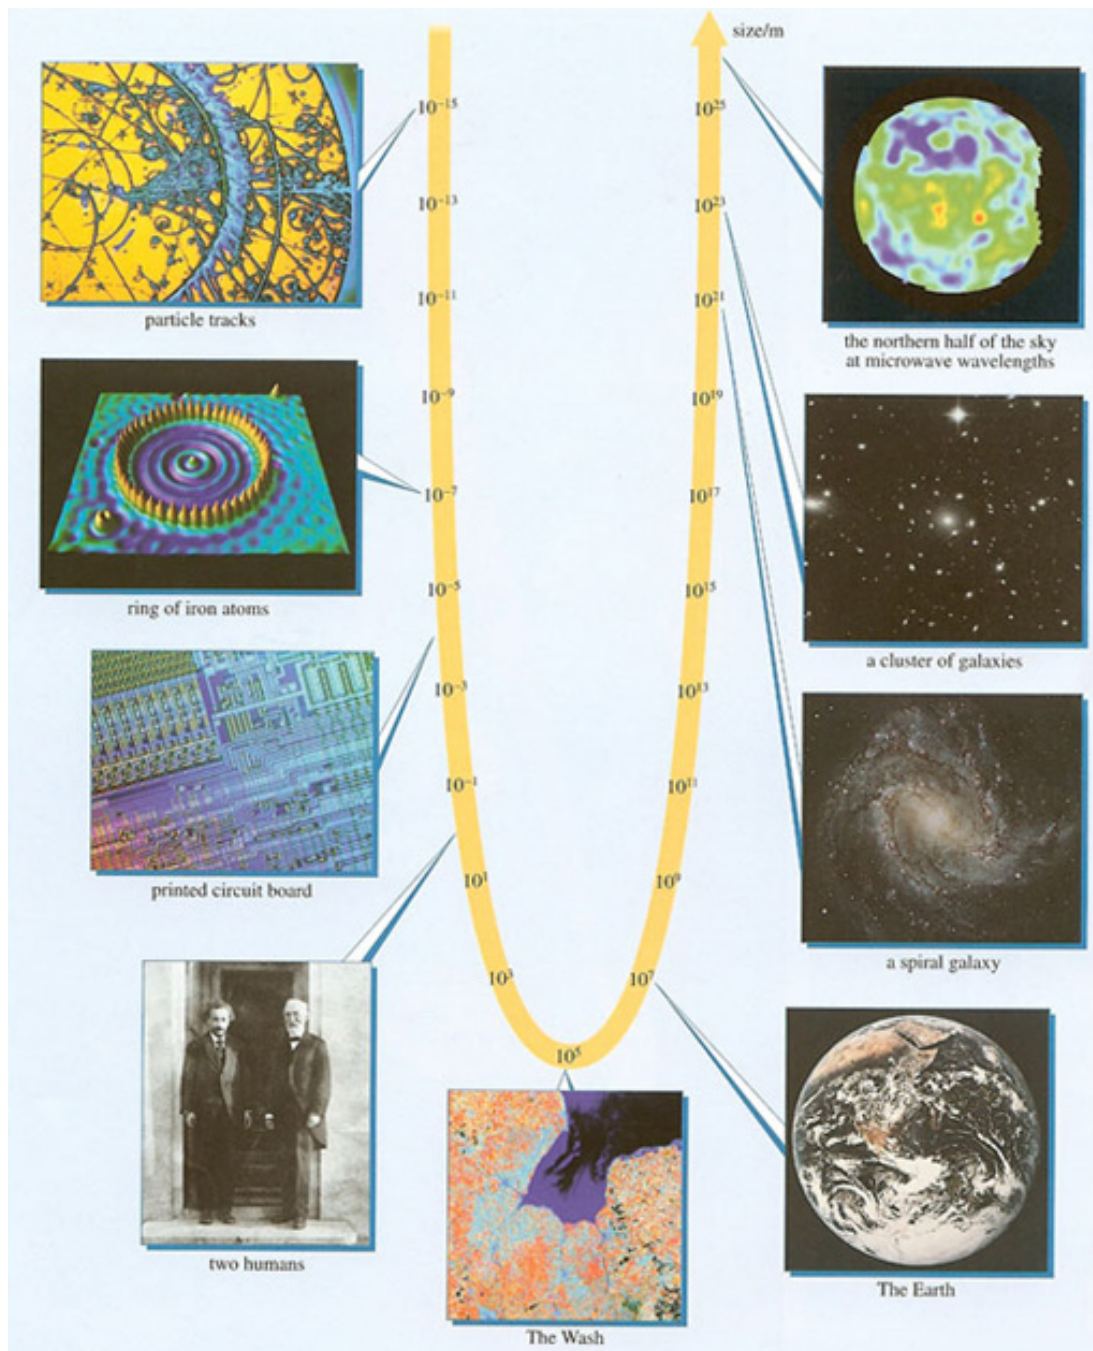 size/m
10⁻¹⁵
10⁻¹³
10⁻¹¹
10⁻⁹
10⁻⁷
10⁻⁵
10⁻³
10⁻¹
10¹
10³
10⁵
10⁷
10⁹
10¹¹
10¹³
10¹⁵
10¹⁷
10¹⁹
10²¹
10²³
10²⁵
particle tracks
ring of iron atoms
printed circuit board
two humans
The Wash
the northern half of the sky
at microwave wavelengths
a cluster of galaxies
a spiral galaxy
The Earth